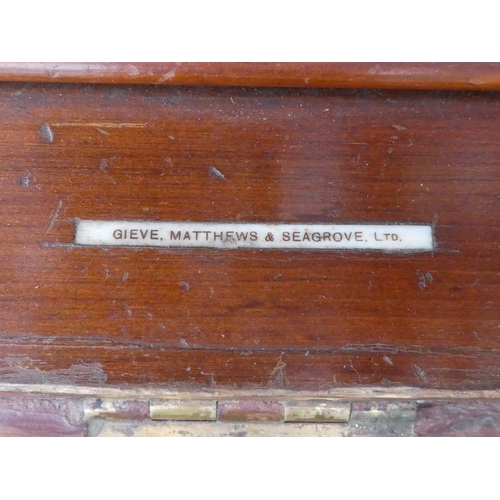 GIEVE, MATTHEWS & SEAGROVE, LTD.